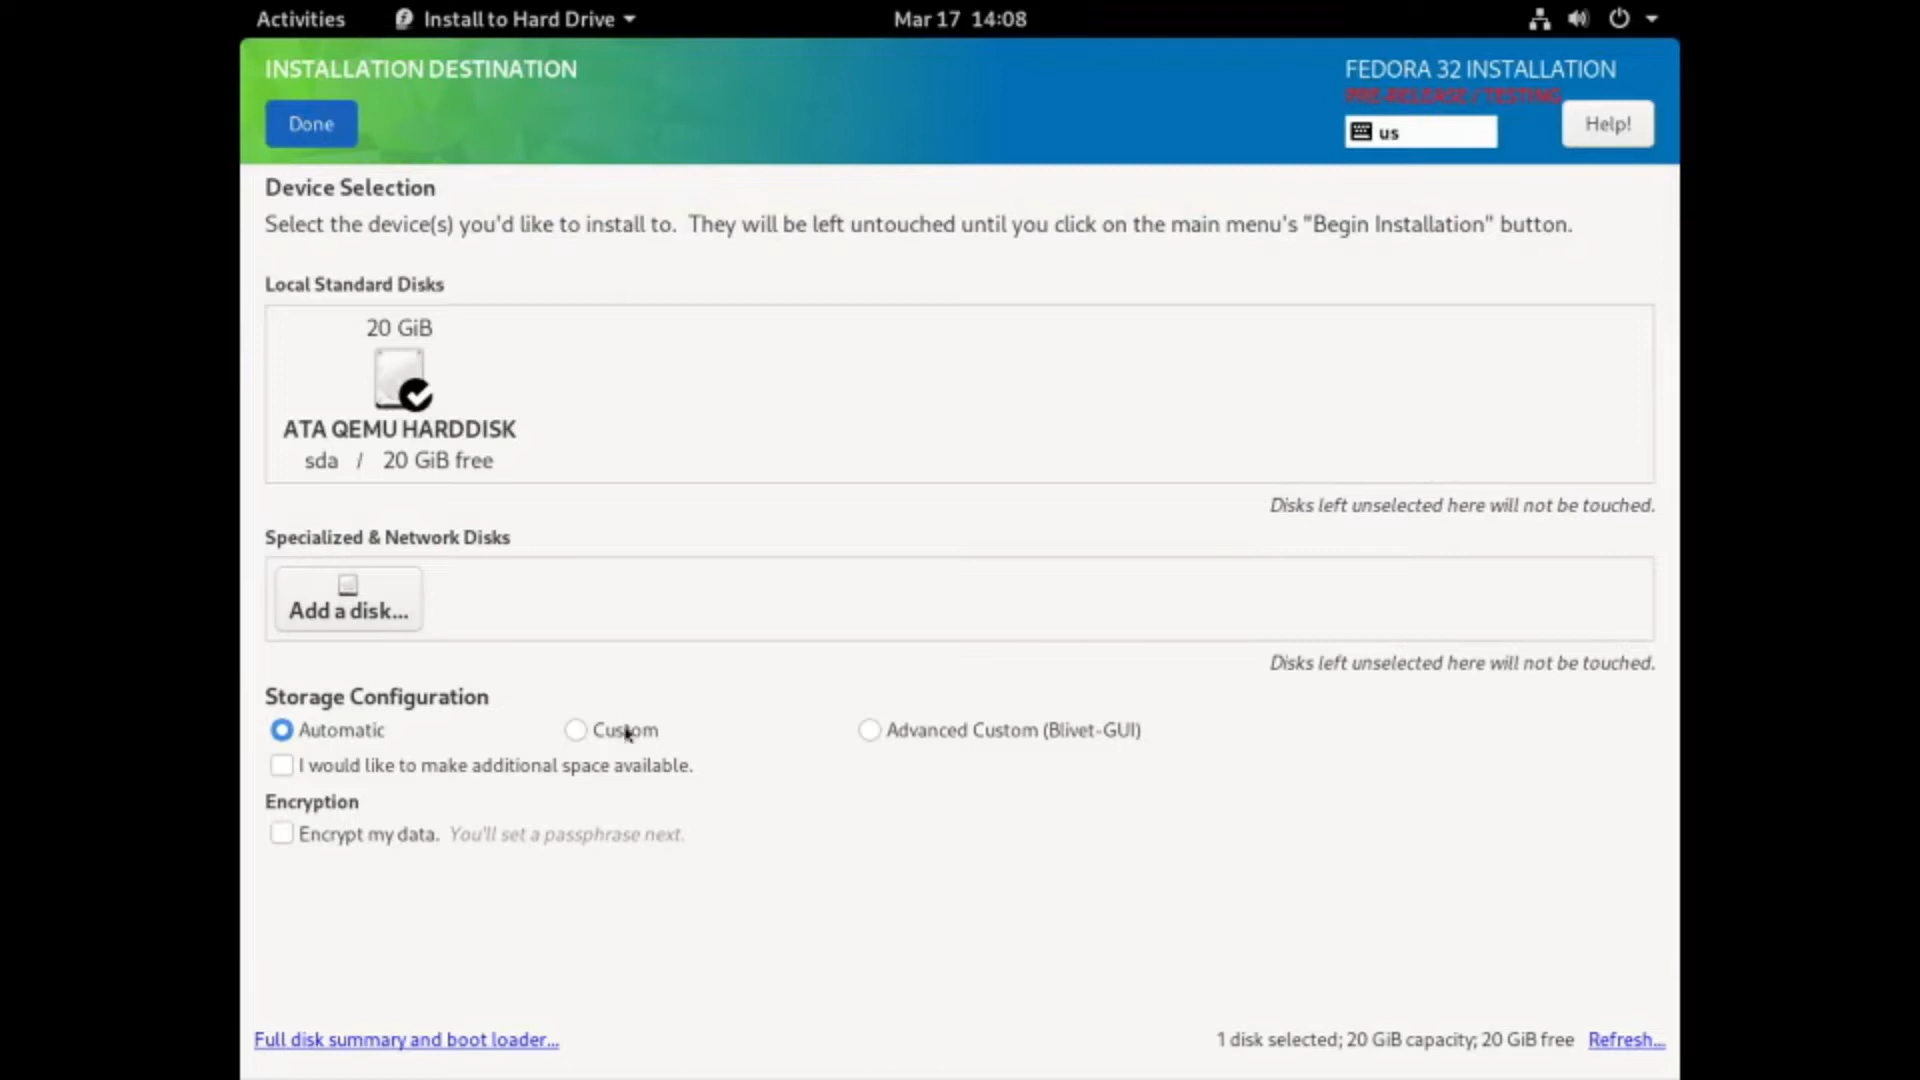 Activities Install to Hard Drive Mar 17 14:08
INSTALLATION DESTINATION
FEDORA 32 INSTALLATION
PRE-RELEASE / TESTING
Done
us
Help!
Device Selection
Select the device(s) you'd like to install to. They will be left untouched until you click on the main menu's "Begin Installation" button.
Local Standard Disks
20 GiB
ATA QEMU HARDDISK
sda / 20 GiB free
Disks left unselected here will not be touched.
Specialized & Network Disks
Add a disk...
Disks left unselected here will not be touched.
Storage Configuration
Automatic Custom Advanced Custom (Blivet-GUI)
I would like to make additional space available.
Encryption
Encrypt my data. You'll set a passphrase next.
Full disk summary and boot loader... 1 disk selected; 20 GiB capacity; 20 GiB free Refresh...